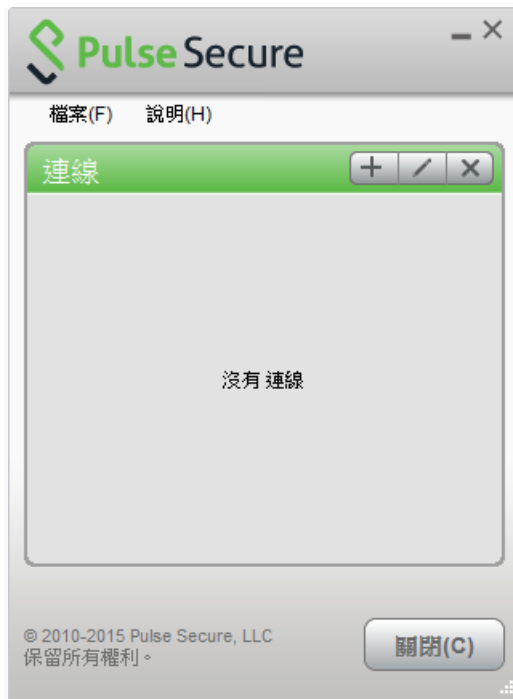 Pulse Secure
檔案(F) 說明(H)
連線
沒有 連線
© 2010-2015 Pulse Secure, LLC
保留所有權利。
關閉(C)